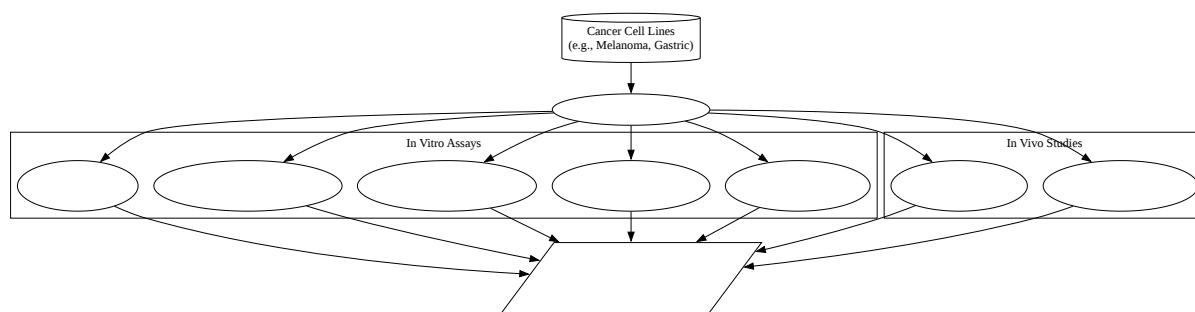 Cancer Cell Lines
(e.g., Melanoma, Gastric)
In Vitro Assays
In Vivo Studies